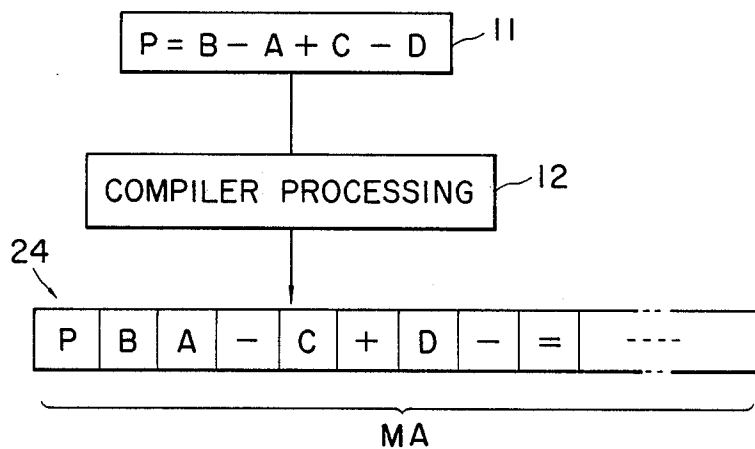 P = B - A + C - D 11
COMPILER PROCESSING 12
24
P B A - C + D - = ----
MA